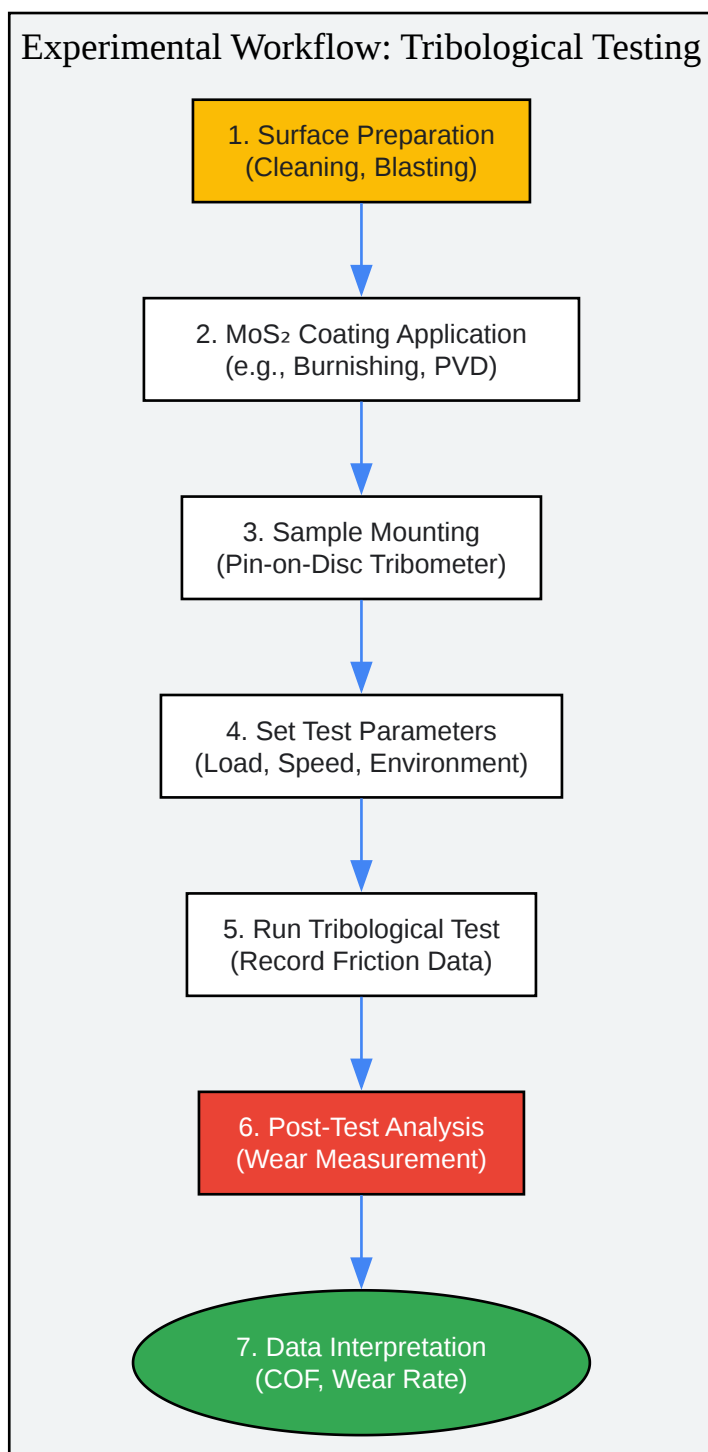 Experimental Workflow: Tribological Testing
1. Surface Preparation
(Cleaning, Blasting)
2. MoS₂ Coating Application
(e.g., Burnishing, PVD)
3. Sample Mounting
(Pin-on-Disc Tribometer)
4. Set Test Parameters
(Load, Speed, Environment)
5. Run Tribological Test
(Record Friction Data)
6. Post-Test Analysis
(Wear Measurement)
7. Data Interpretation
(COF, Wear Rate)